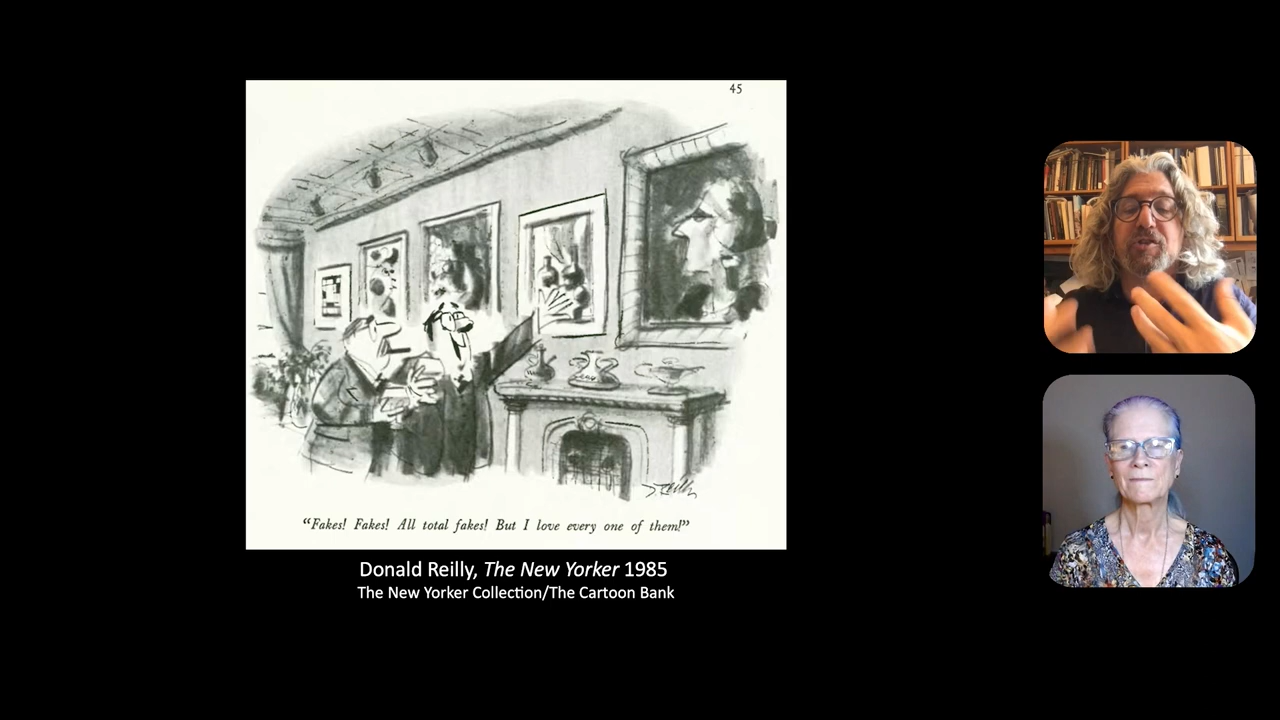 45
Reilly
“Fakes! Fakes! All total fakes! But I love every one of them!”
Donald Reilly, The New Yorker 1985
The New Yorker Collection/The Cartoon Bank